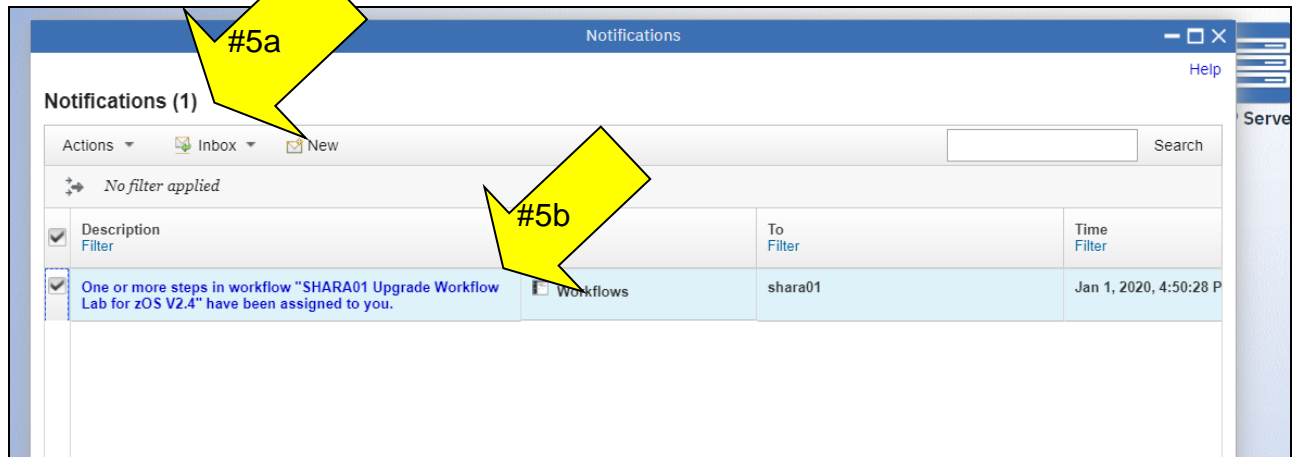 #5a
Notifications
Help
Notifications (1)
Serve
Actions Inbox New Search
No filter applied
#5b
Description To Time
Filter Filter Filter
One or more steps in workflow "SHARA01 Upgrade Workflow Workflows shara01 Jan 1, 2020, 4:50:28 P
Lab for zOS V2.4" have been assigned to you.